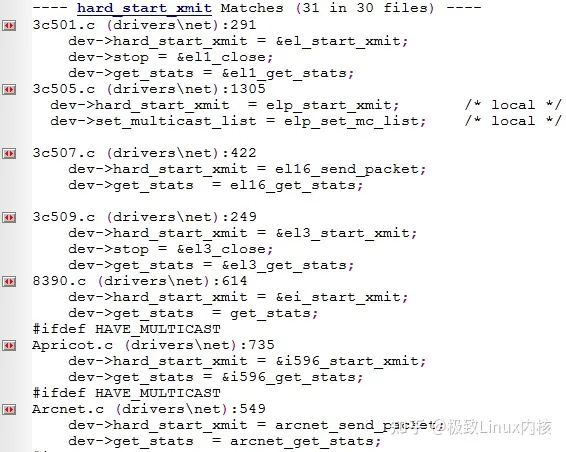 ---- hard_start_xmit Matches (31 in 30 files) ----
3c501.c (drivers\net):291
    dev->hard_start_xmit = &el_start_xmit;
    dev->stop = &el1_close;
    dev->get_stats = &el1_get_stats;
3c505.c (drivers\net):1305
  dev->hard_start_xmit  = elp_start_xmit;       /* local */
  dev->set_multicast_list = elp_set_mc_list;    /* local */

3c507.c (drivers\net):422
    dev->hard_start_xmit = el16_send_packet;
    dev->get_stats  = el16_get_stats;

3c509.c (drivers\net):249
    dev->hard_start_xmit = &el3_start_xmit;
    dev->stop = &el3_close;
    dev->get_stats = &el3_get_stats;
8390.c (drivers\net):614
    dev->hard_start_xmit = &ei_start_xmit;
    dev->get_stats  = get_stats;
#ifdef HAVE_MULTICAST
Apricot.c (drivers\net):735
    dev->hard_start_xmit = &i596_start_xmit;
    dev->get_stats = &i596_get_stats;
#ifdef HAVE_MULTICAST
Arcnet.c (drivers\net):549
    dev->hard_start_xmit = arcnet_send_packet;
    dev->get_stats  = arcnet_get_stats;
知乎 @极致Linux内核